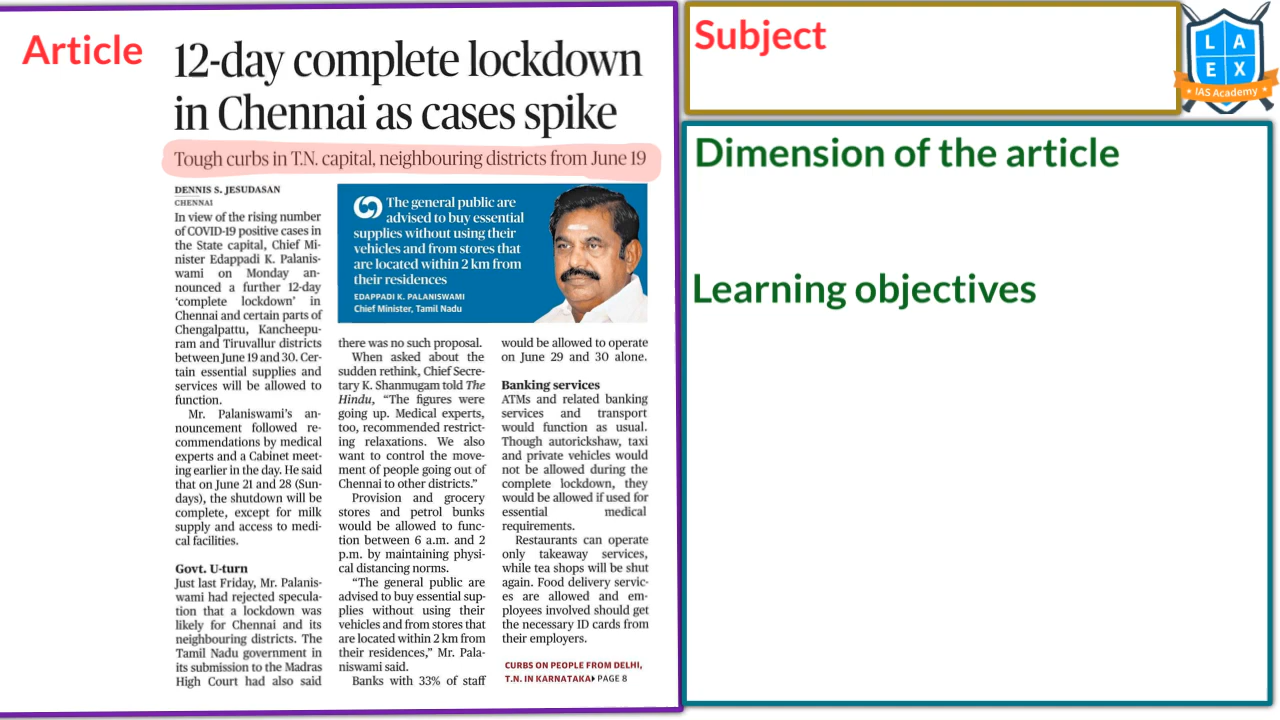 Article
12-day complete lockdown
in Chennai as cases spike
Tough curbs in T.N. capital, neighbouring districts from June 19
DENNIS S. JESUDASAN
CHENNAI
In view of the rising number
of COVID-19 positive cases in
the State capital, Chief Mi-
nister Edappadi K. Palanis-
wami on Monday an-
nounced a further 12-day
‘complete lockdown’ in
Chennai and certain parts of
Chengalpattu, Kancheepu-
ram and Tiruvallur districts
between June 19 and 30. Cer-
tain essential supplies and
services will be allowed to
function.
Mr. Palaniswami’s an-
nouncement followed re-
commendations by medical
experts and a Cabinet meet-
ing earlier in the day. He said
that on June 21 and 28 (Sun-
days), the shutdown will be
complete, except for milk
supply and access to medi-
cal facilities.
Govt. U-turn
Just last Friday, Mr. Palanis-
wami had rejected specula-
tion that a lockdown was
likely for Chennai and its
neighbouring districts. The
Tamil Nadu government in
its submission to the Madras
High Court had also said
The general public are
advised to buy essential
supplies without using their
vehicles and from stores that
are located within 2 km from
their residences
EDAPPADI K. PALANISWAMI
Chief Minister, Tamil Nadu
there was no such proposal.
When asked about the
sudden rethink, Chief Secre-
tary K. Shanmugam told The
Hindu, “The figures were
going up. Medical experts,
too, recommended restrict-
ing relaxations. We also
want to control the move-
ment of people going out of
Chennai to other districts.”
Provision and grocery
stores and petrol bunks
would be allowed to func-
tion between 6 a.m. and 2
p.m. by maintaining physi-
cal distancing norms.
“The general public are
advised to buy essential sup-
plies without using their
vehicles and from stores that
are located within 2 km from
their residences,” Mr. Pala-
niswami said.
Banks with 33% of staff
would be allowed to operate
on June 29 and 30 alone.
Banking services
ATMs and related banking
services and transport
would function as usual.
Though autorickshaw, taxi
and private vehicles would
not be allowed during the
complete lockdown, they
would be allowed if used for
essential medical
requirements.
Restaurants can operate
only takeaway services,
while tea shops will be shut
again. Food delivery servic-
es are allowed and em-
ployees involved should get
the necessary ID cards from
their employers.
CURBS ON PEOPLE FROM DELHI,
T.N. IN KARNATAKA PAGE 8
Subject
L A
E X
IAS Academy
Dimension of the article
Learning objectives